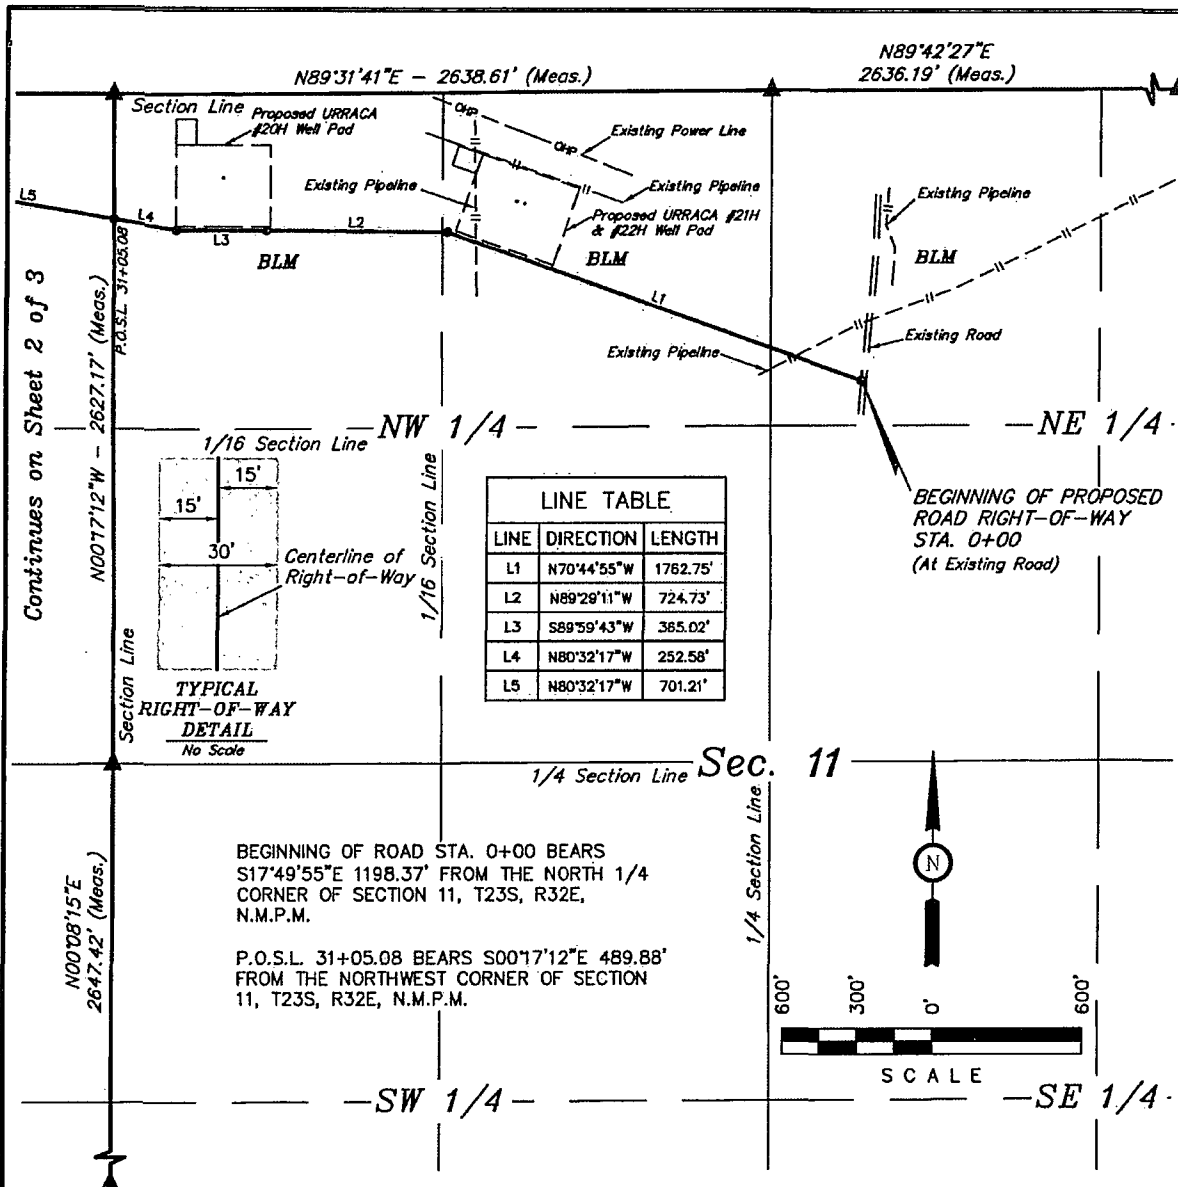 N89°31'41"E - 2638.61' (Meas.)
N89°42'27"E
2636.19' (Meas.)
Section Line
Proposed URRACA
#20H Well Pad
OHP
OHP
Existing Power Line
Existing Pipeline
Existing Pipeline
Proposed URRACA #21H
& #22H Well Pad
Existing Pipeline
L5
L4
L3
L2
L1
BLM
BLM
BLM
P.O.S.L. 31+05.08
Existing Pipeline
Existing Road
Continues on Sheet 2 of 3
N00°17'12"W - 2627.17' (Meas.)
NW 1/4
NE 1/4
1/16 Section Line
1/16 Section Line
15'
15'
30'
Centerline of
Right-of-Way
TYPICAL
RIGHT-OF-WAY
DETAIL
No Scale
Section Line
LINE TABLE
LINE DIRECTION LENGTH
L1 N70°44'55"W 1762.75'
L2 N89°29'11"W 724.73'
L3 S89°59'43"W 365.02'
L4 N80°32'17"W 252.58'
L5 N80°32'17"W 701.21'
BEGINNING OF PROPOSED
ROAD RIGHT-OF-WAY
STA. 0+00
(At Existing Road)
1/4 Section Line
Sec. 11
1/4 Section Line
N00°08'15"E
2647.42' (Meas.)
BEGINNING OF ROAD STA. 0+00 BEARS
S17°49'55"E 1198.37' FROM THE NORTH 1/4
CORNER OF SECTION 11, T23S, R32E,
N.M.P.M.
P.O.S.L. 31+05.08 BEARS S00°17'12"E 489.88'
FROM THE NORTHWEST CORNER OF SECTION
11, T23S, R32E, N.M.P.M.
N
600'
300'
0'
600'
SCALE
SW 1/4
SE 1/4